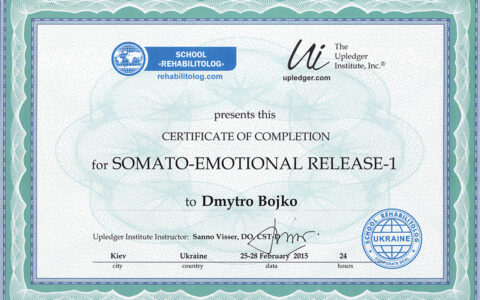 SCHOOL
-REHABILITOLOG-
rehabilitolog.com
Ui
The
Upledger
Institute, Inc.®
upledger.com
presents this
CERTIFICATE OF COMPLETION
for SOMATO-EMOTIONAL RELEASE-1
to Dmytro Bojko
Upledger Institute Instructor: Sanno Visser, DO, CST-D
Kiev Ukraine 25-28 February 2015 24
city country data hours
SCHOOL REHABILITOLOG
UKRAINE
CORPORATE SEAL